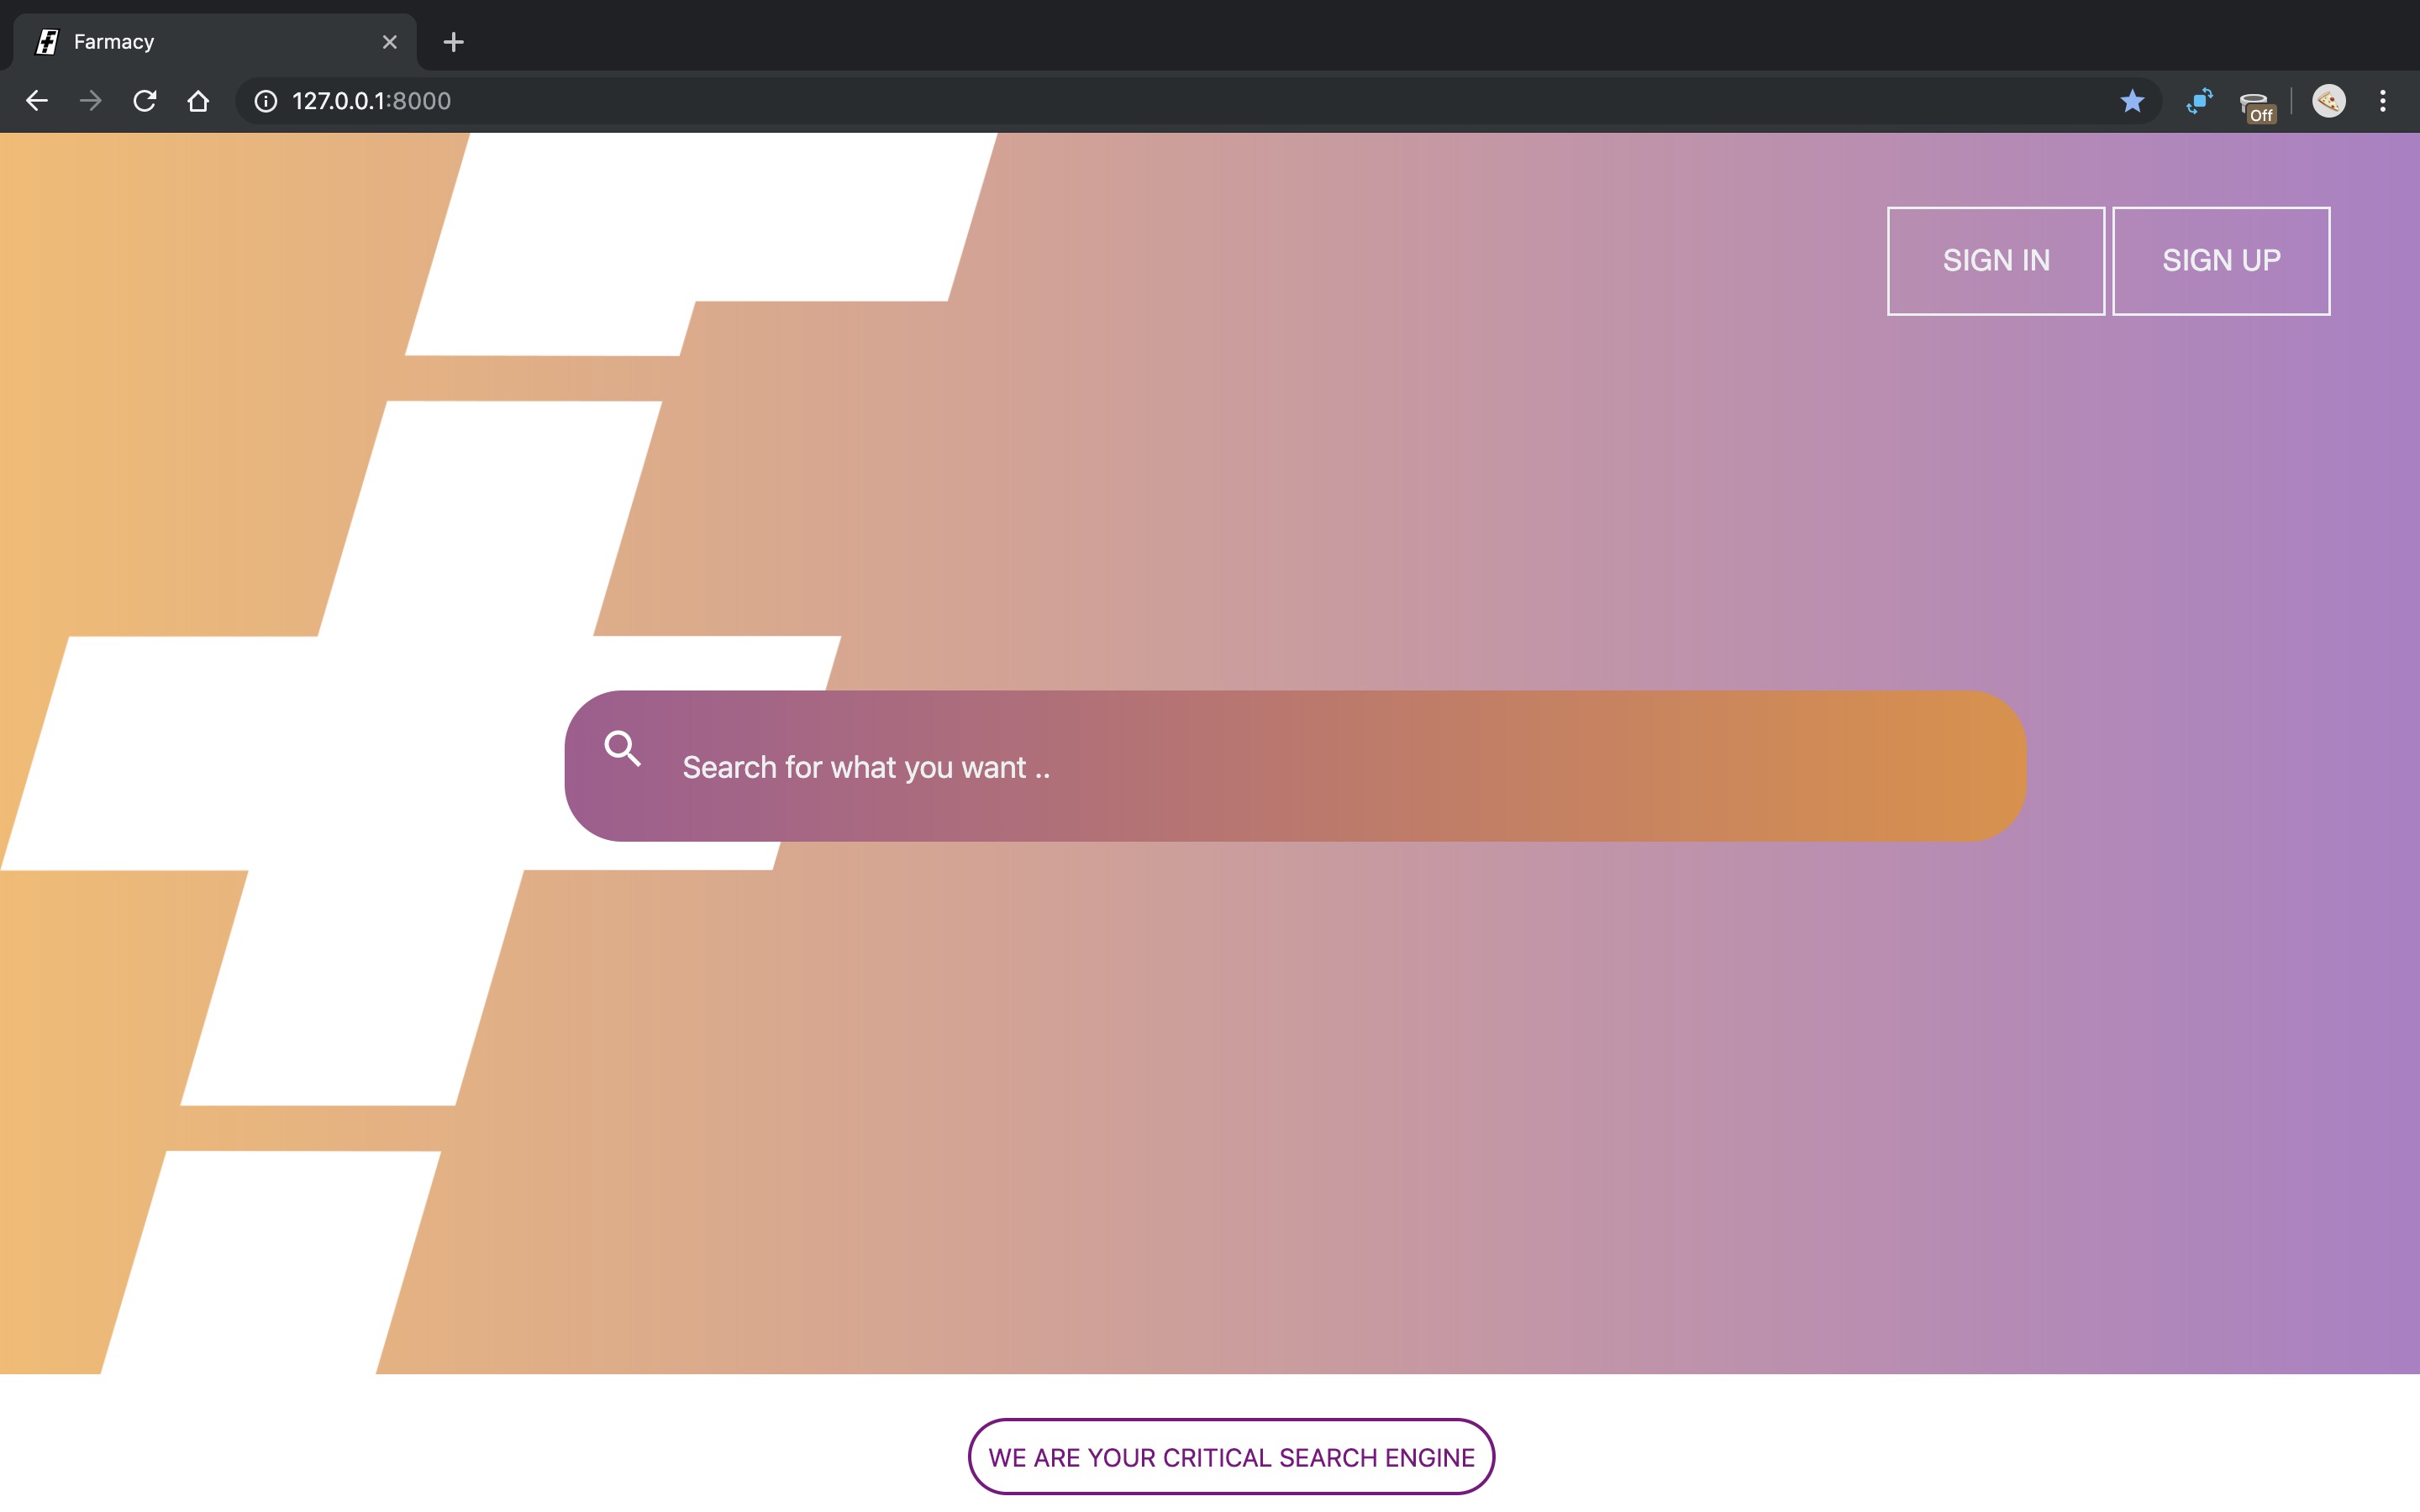 Farmacy
127.0.0.1:8000
Off
SIGN IN
SIGN UP
Search for what you want ..
WE ARE YOUR CRITICAL SEARCH ENGINE